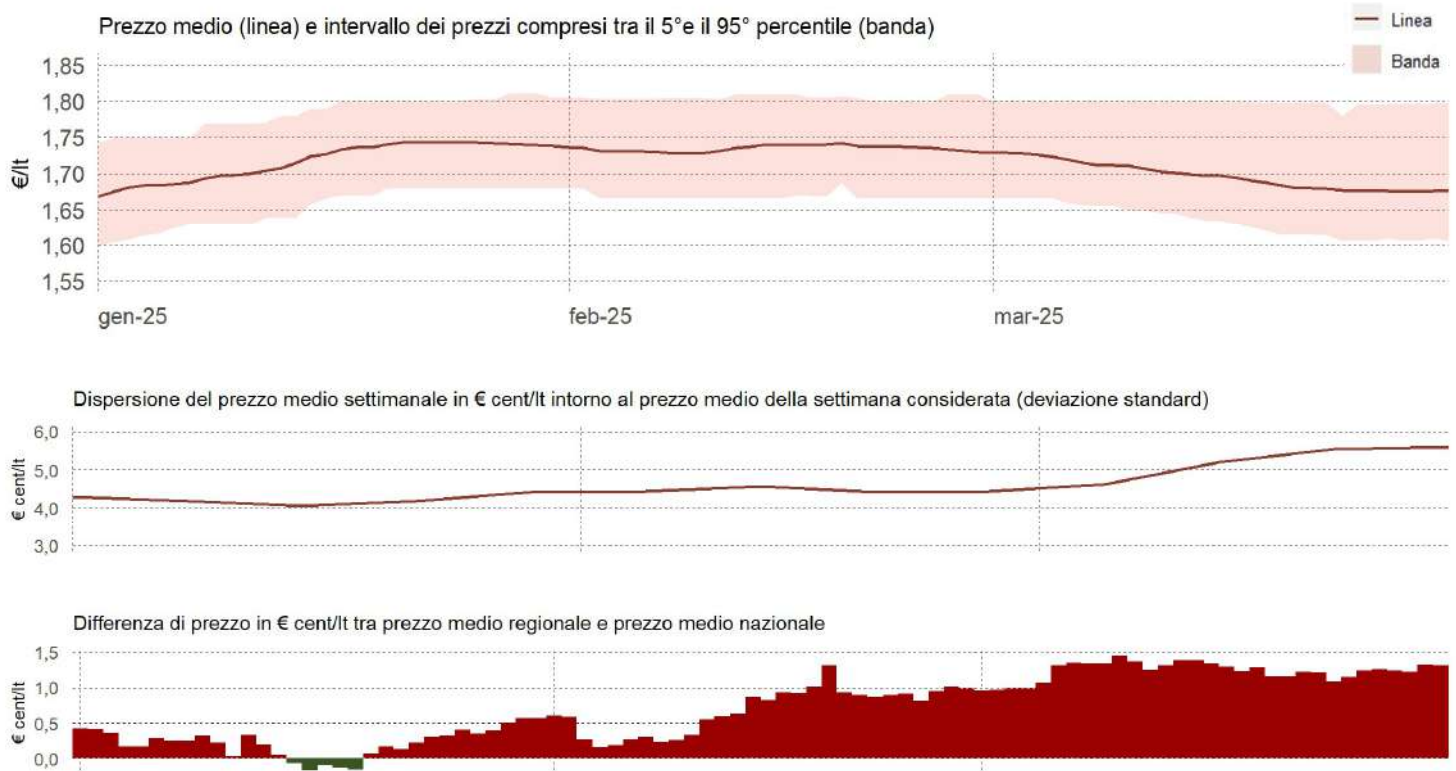 Prezzo medio (linea) e intervallo dei prezzi compresi tra il 5°e il 95° percentile (banda)
Linea
Banda
€/lt
1,85
1,80
1,75
1,70
1,65
1,60
1,55
gen-25 feb-25 mar-25
Dispersione del prezzo medio settimanale in € cent/lt intorno al prezzo medio della settimana considerata (deviazione standard)
€ cent/lt
6,0
5,0
4,0
3,0
Differenza di prezzo in € cent/lt tra prezzo medio regionale e prezzo medio nazionale
€ cent/lt
1,5
1,0
0,5
0,0